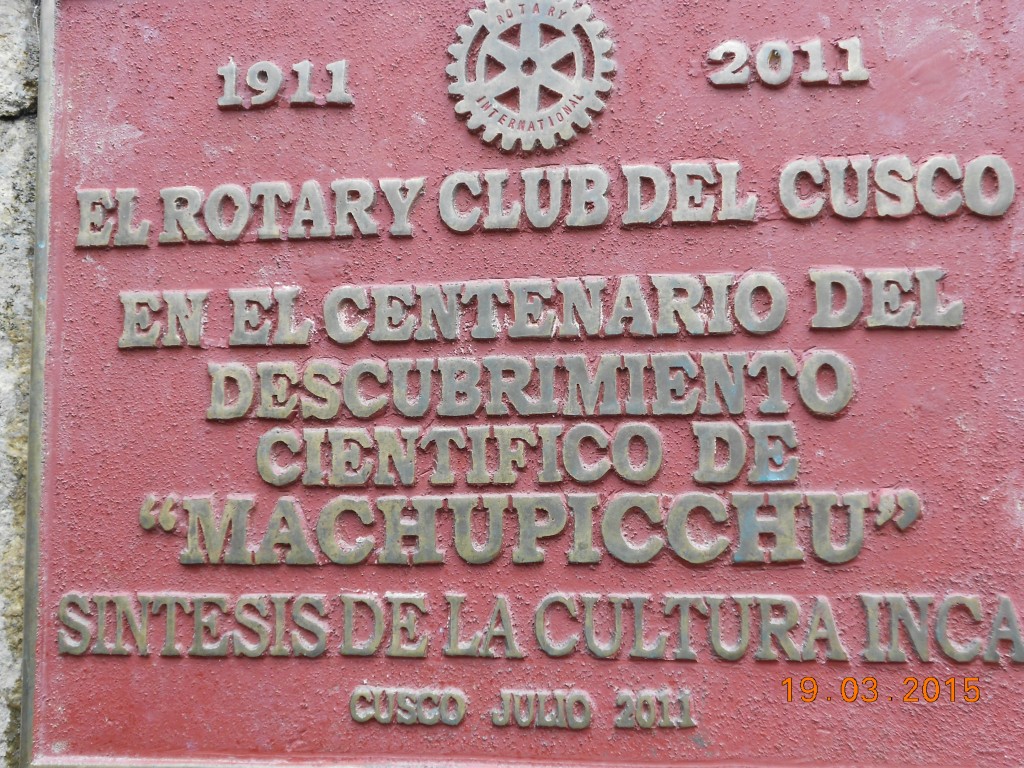 ROTARY
INTERNATIONAL
1911 2011
EL ROTARY CLUB DEL CUSCO
EN EL CENTENARIO DEL
DESCUBRIMIENTO
CIENTIFICO DE
"MACHUPICCHU"
SINTESIS DE LA CULTURA INCA
CUSCO JULIO 2011
19.03.2015